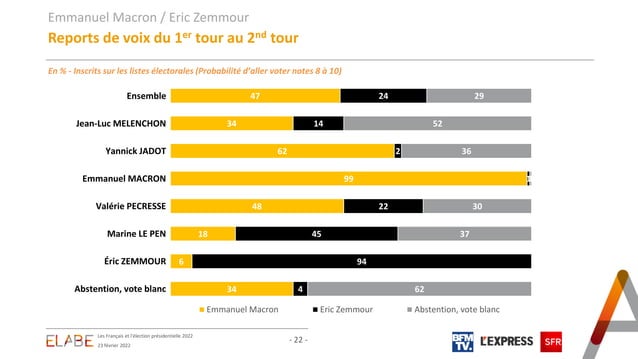 Emmanuel Macron / Eric Zemmour
Reports de voix du 1er tour au 2nd tour
En % - Inscrits sur les listes électorales (Probabilité d'aller voter notes 8 à 10)
Ensemble 47 24 29
Jean-Luc MELENCHON 34 14 52
Yannick JADOT 62 2 36
Emmanuel MACRON 99 1
Valérie PECRESSE 48 22 30
Marine LE PEN 18 45 37
Éric ZEMMOUR 6 94
Abstention, vote blanc 34 4 62
Emmanuel Macron Eric Zemmour Abstention, vote blanc
ELABE
Les Français et l'élection présidentielle 2022
23 février 2022
- 22 -
BFM TV.
L'EXPRESS
SFR